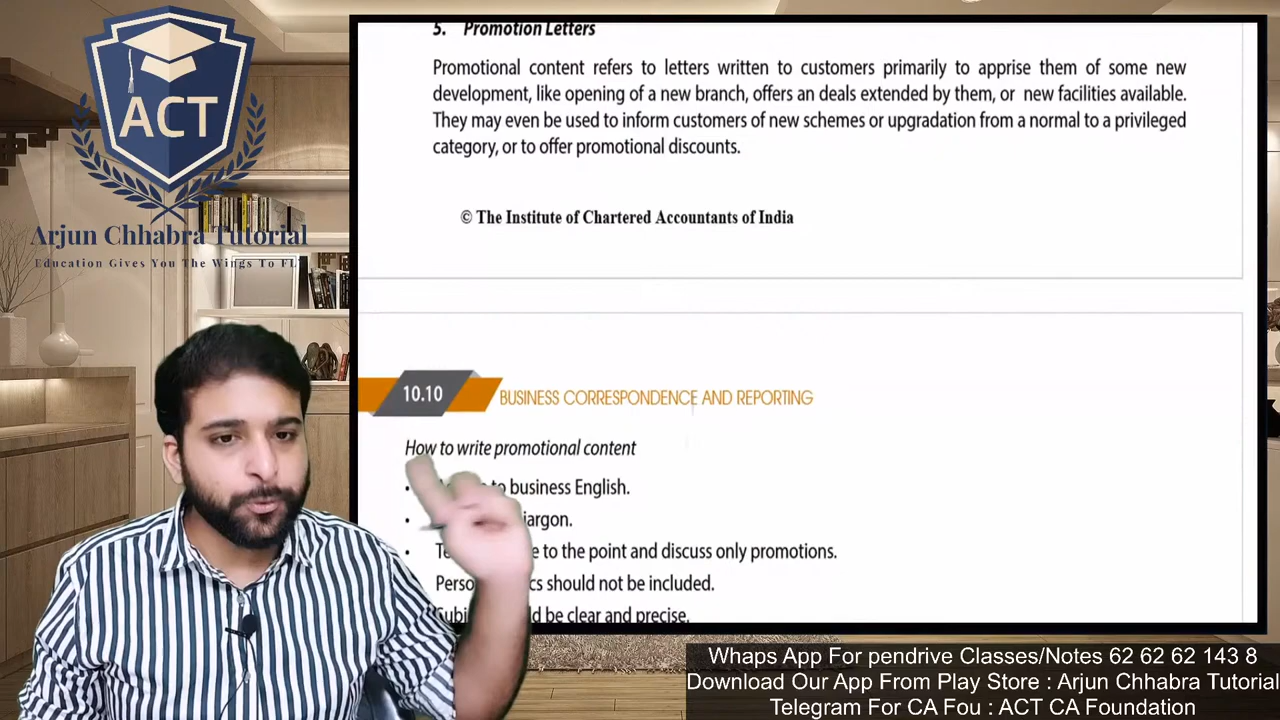 ACT
Arjun Chhabra Tutorial
Education Gives You The Wings To
5. Promotion Letters
Promotional content refers to letters written to customers primarily to apprise them of some new
development, like opening of a new branch, offers an deals extended by them, or new facilities available.
They may even be used to inform customers of new schemes or upgradation from a normal to a privileged
category, or to offer promotional discounts.
© The Institute of Chartered Accountants of India
10.10 BUSINESS CORRESPONDENCE AND REPORTING
How to write promotional content
to business English.
jargon.
to the point and discuss only promotions.
should not be included.
be clear and precise.
Whaps App For pendrive Classes/Notes 62 62 62 143 8
Download Our App From Play Store : Arjun Chhabra Tutorial
Telegram For CA Fou : ACT CA Foundation